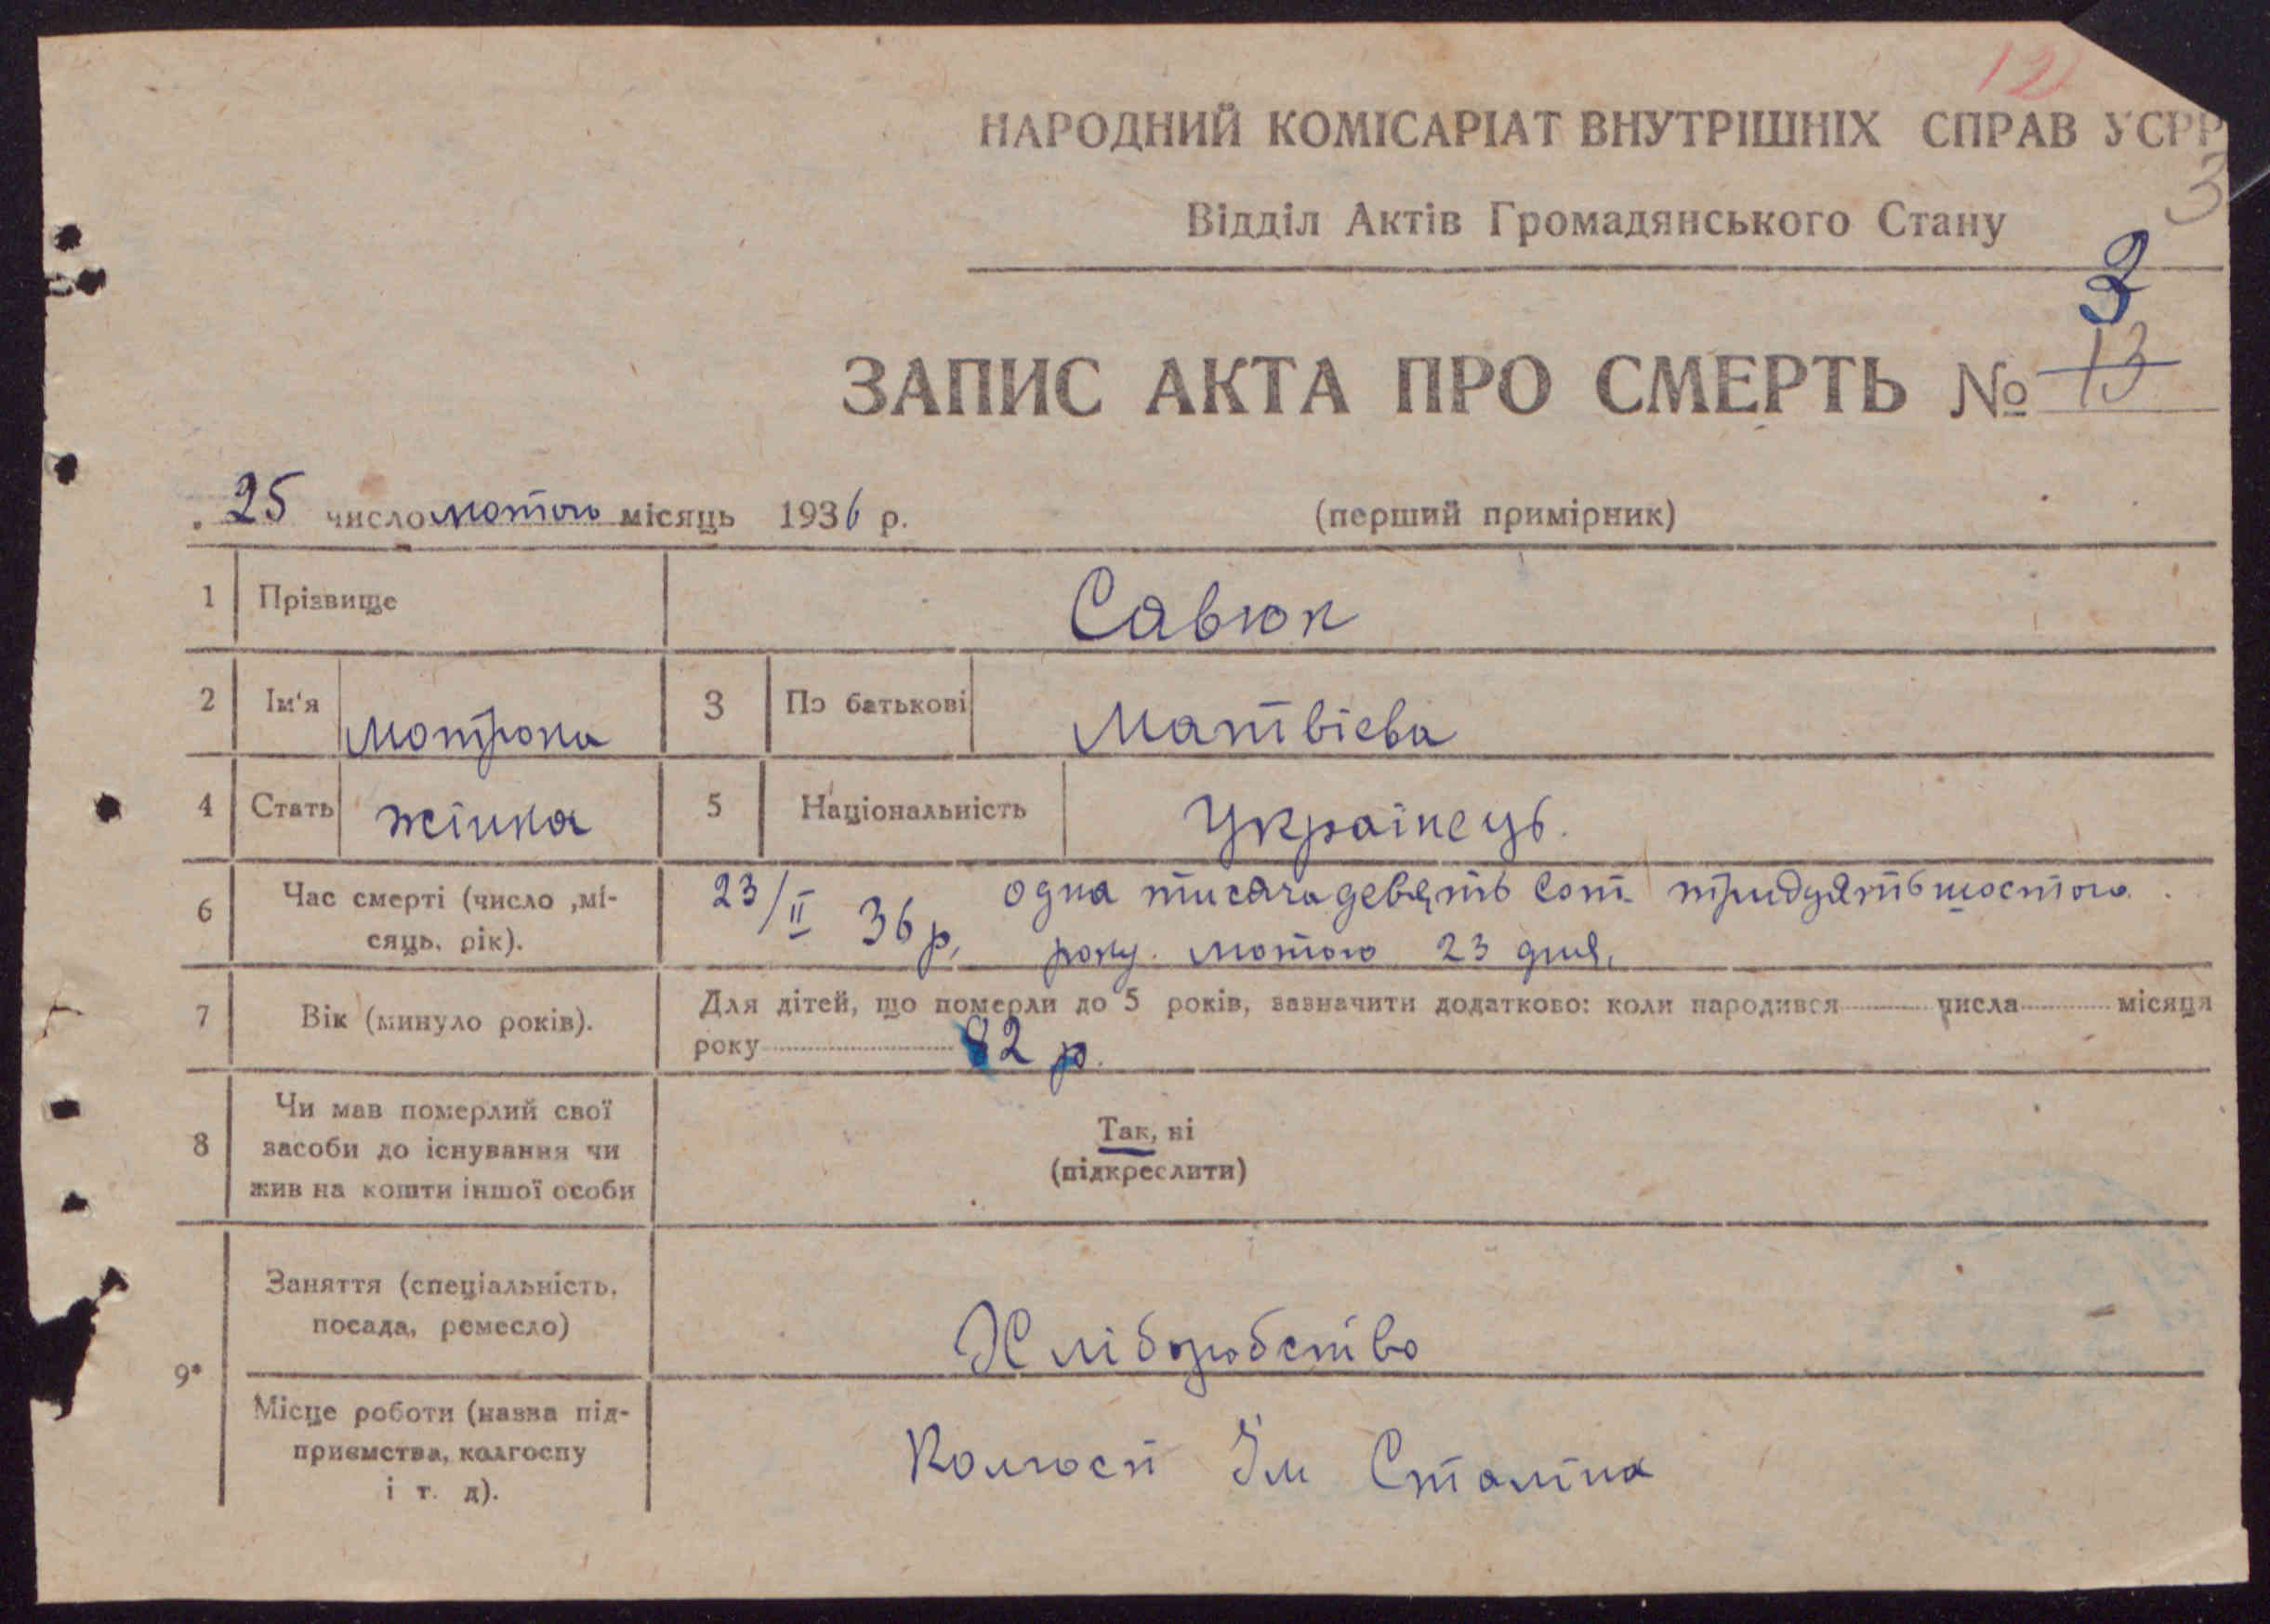 12
НАРОДНИЙ КОМІСАРІАТ ВНУТРІШНІХ СПРАВ УСРР
3
Відділ Актів Громадянського Стану
3
ЗАПИС АКТА ПРО СМЕРТЬ № 13
25 число лютого місяць 1936 р. (перший примірник)
1 Прізвище Савюк
2 Ім'я Мотрона 3 По батькові Матвієва
4 Стать жінка 5 Національність Українець.
6 Час смерті (число ,мі-
сяць, рік).
23/II 36 р. одна тисяча девять сот тридцять шостого
року. лютого 23 дня.
7 Вік (минуло років). Для дітей, що померли до 5 років, зазначити додатково: коли народився числа місяця
року 82 р.
8 Чи мав померлий свої
засоби до існування чи
жив на кошти іншої особи
Так, ні
(підкреслити)
9* Заняття (спеціальність,
посада, ремесло)
Хліборобство
Місце роботи (назва під-
приємства, колгоспу
і т. д).
Колгосп Ім Сталіна